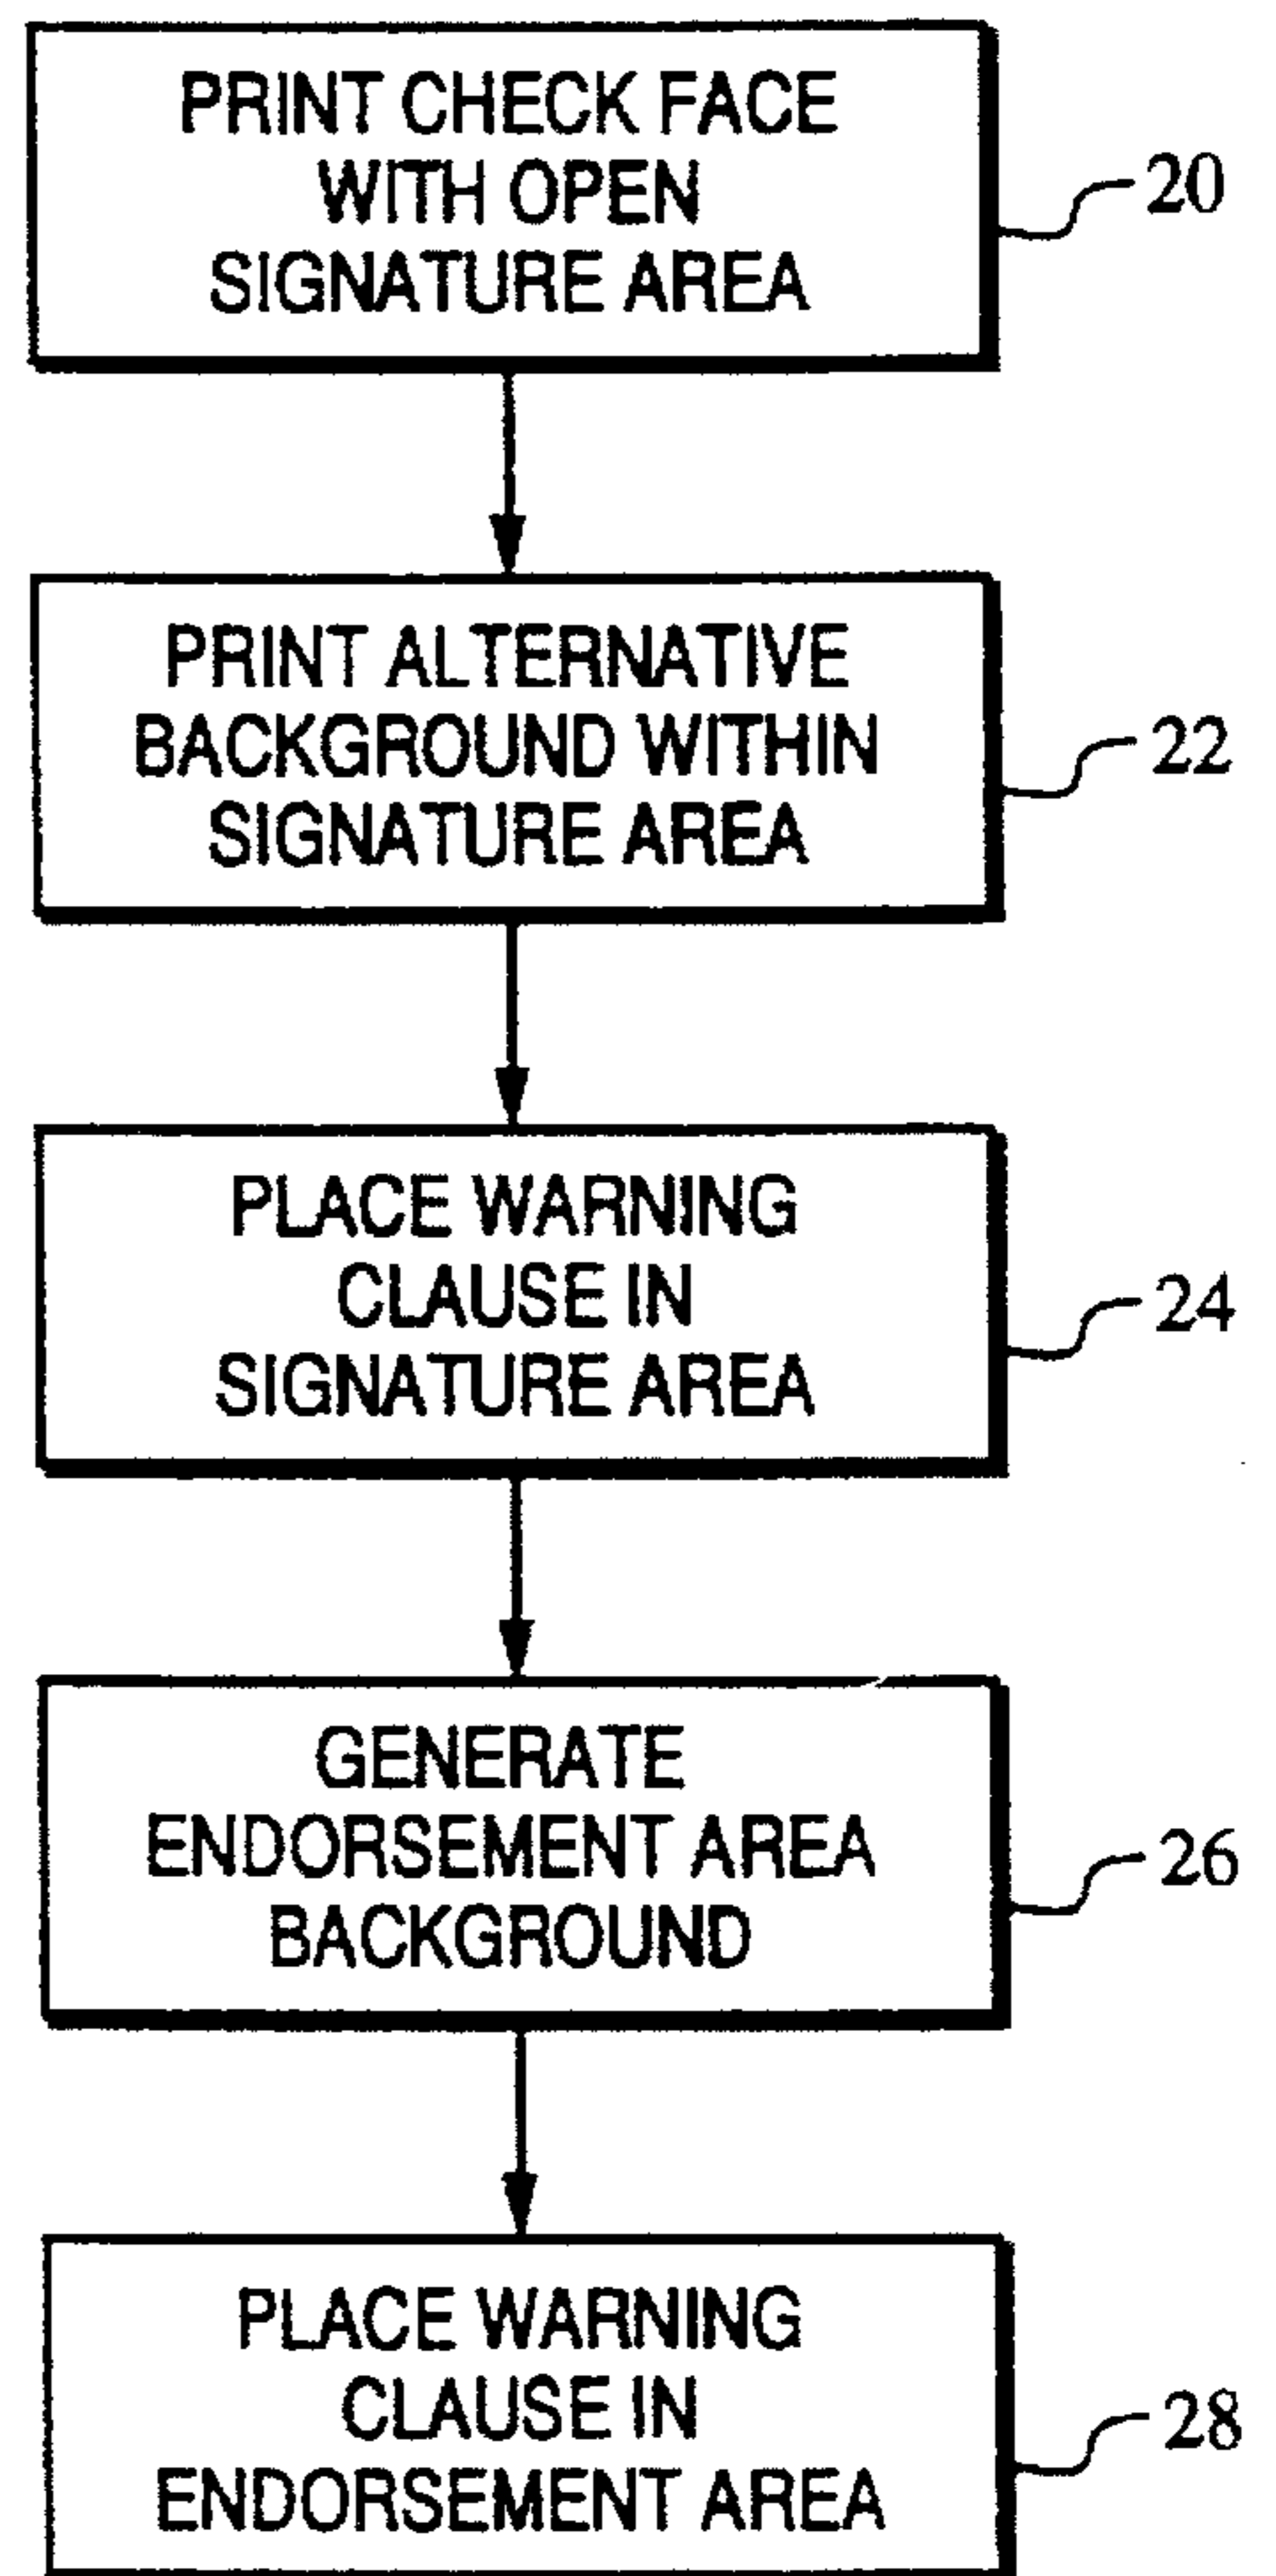 PRINT CHECK FACE
WITH OPEN
SIGNATURE AREA
20
PRINT ALTERNATIVE
BACKGROUND WITHIN
SIGNATURE AREA
22
PLACE WARNING
CLAUSE IN
SIGNATURE AREA
24
GENERATE
ENDORSEMENT AREA
BACKGROUND
26
PLACE WARNING
CLAUSE IN
ENDORSEMENT AREA
28